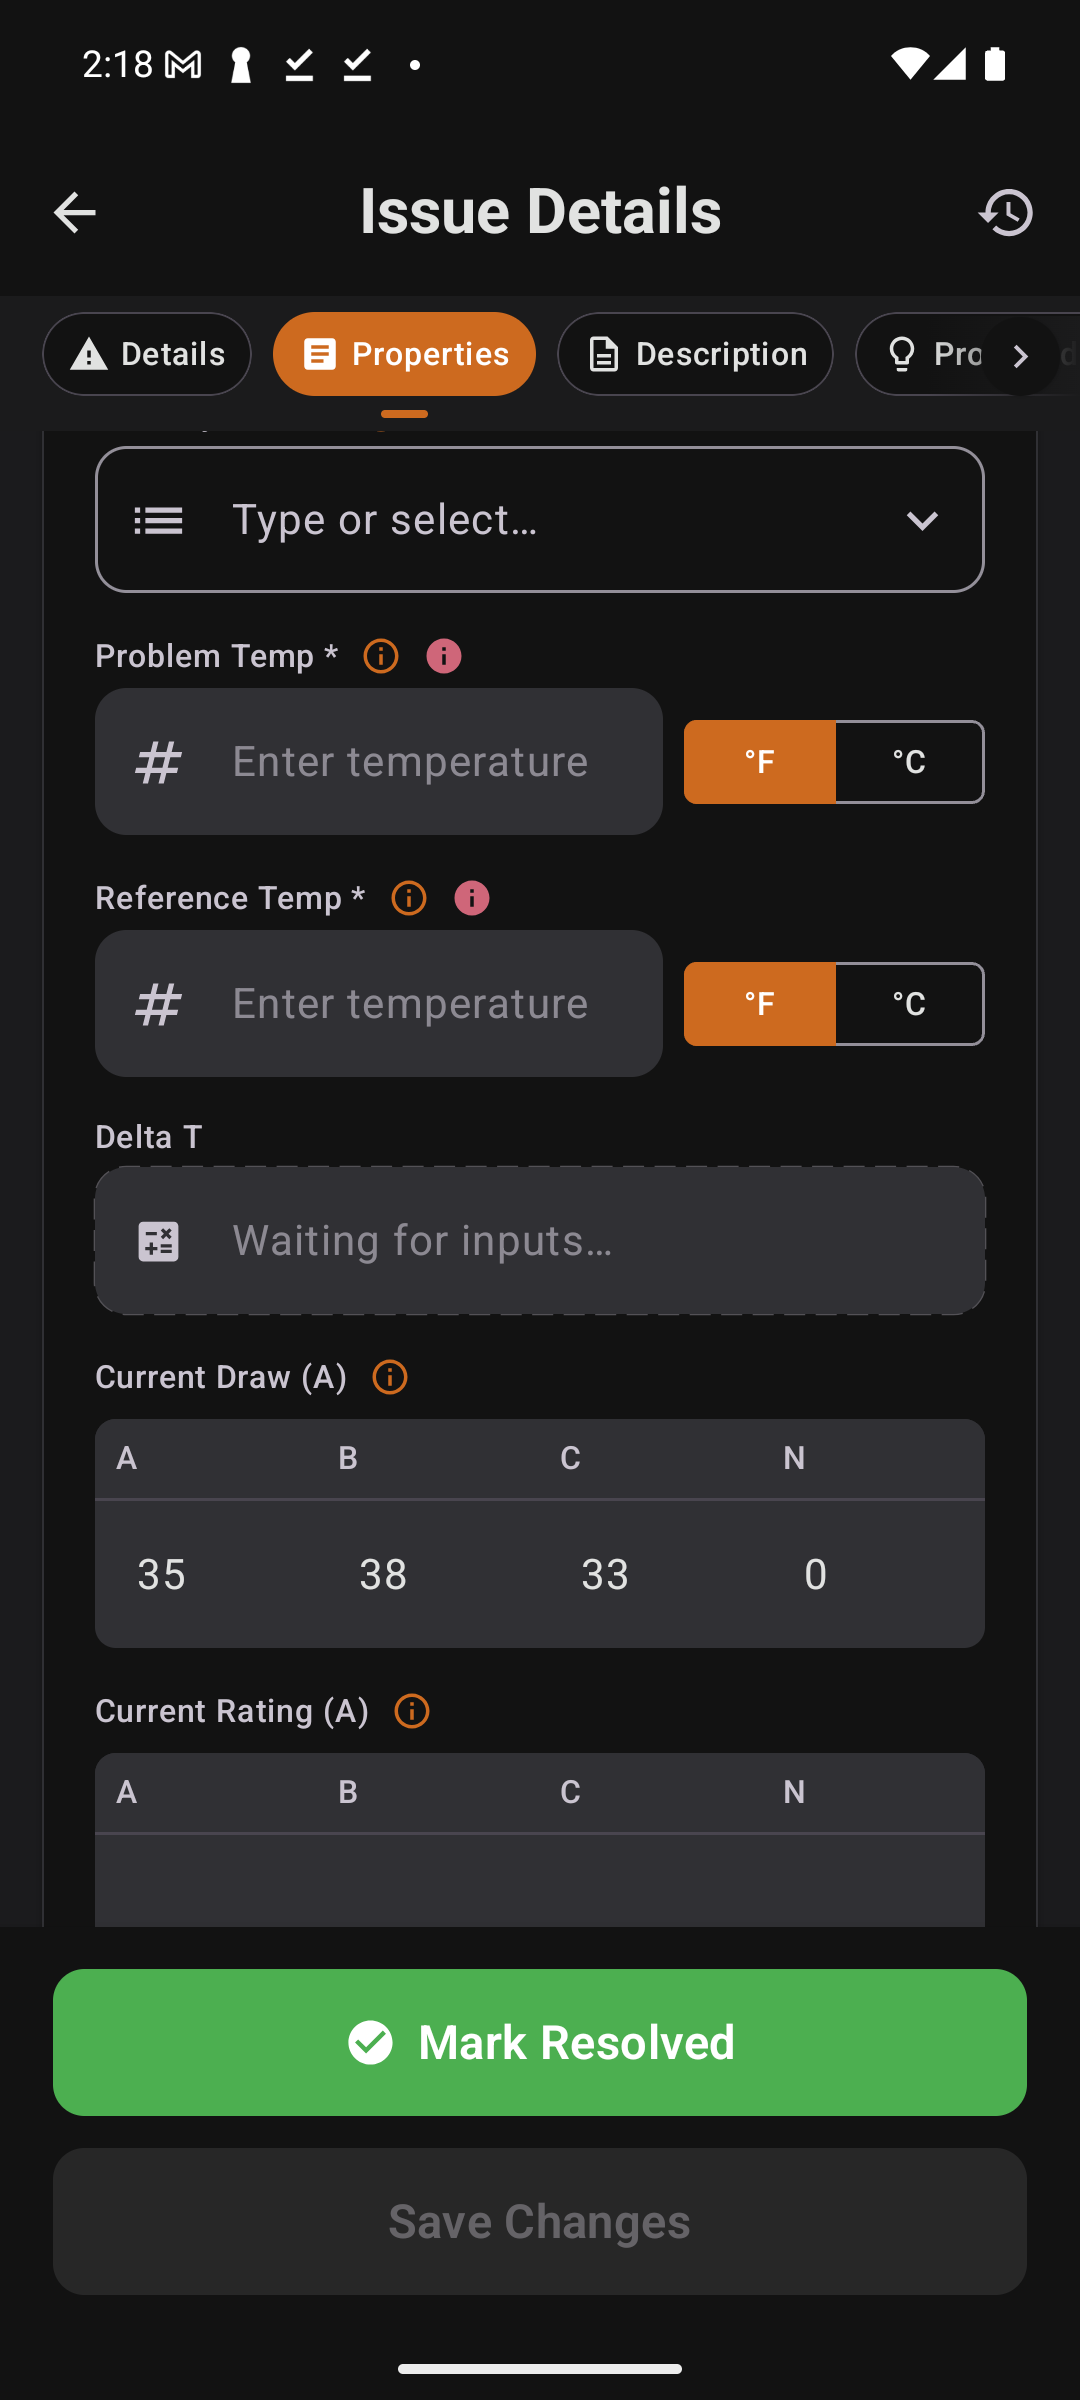 2:18
Issue Details
Details
Properties
Description
Type or select...
Problem Temp *
Enter temperature
°F
°C
Reference Temp *
Enter temperature
°F
°C
Delta T
Waiting for inputs...
Current Draw (A)
A B C N
35 38 33 0
Current Rating (A)
A B C N
Mark Resolved
Save Changes